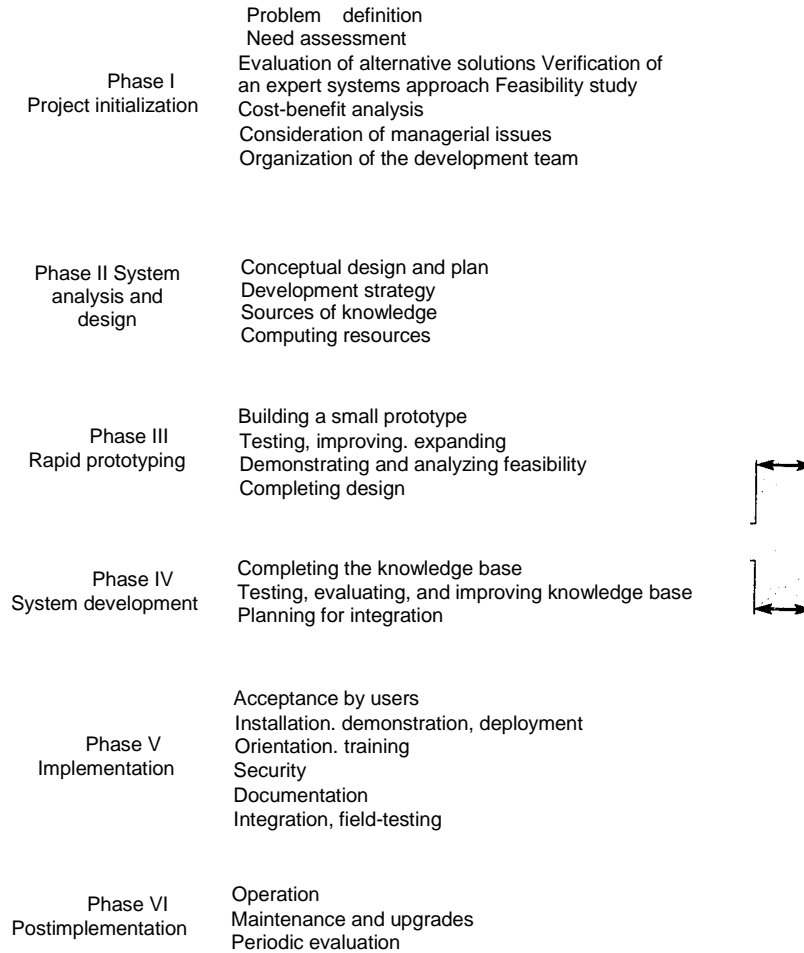 Phase I
Project initialization
Problem definition
Need assessment
Evaluation of alternative solutions Verification of
an expert systems approach Feasibility study
Cost-benefit analysis
Consideration of managerial issues
Organization of the development team
Phase II System
analysis and
design
Conceptual design and plan
Development strategy
Sources of knowledge
Computing resources
Phase III
Rapid prototyping
Building a small prototype
Testing, improving. expanding
Demonstrating and analyzing feasibility
Completing design
Phase IV
System development
Completing the knowledge base
Testing, evaluating, and improving knowledge base
Planning for integration
Phase V
Implementation
Acceptance by users
Installation. demonstration, deployment
Orientation. training
Security
Documentation
Integration, field-testing
Phase VI
Postimplementation
Operation
Maintenance and upgrades
Periodic evaluation